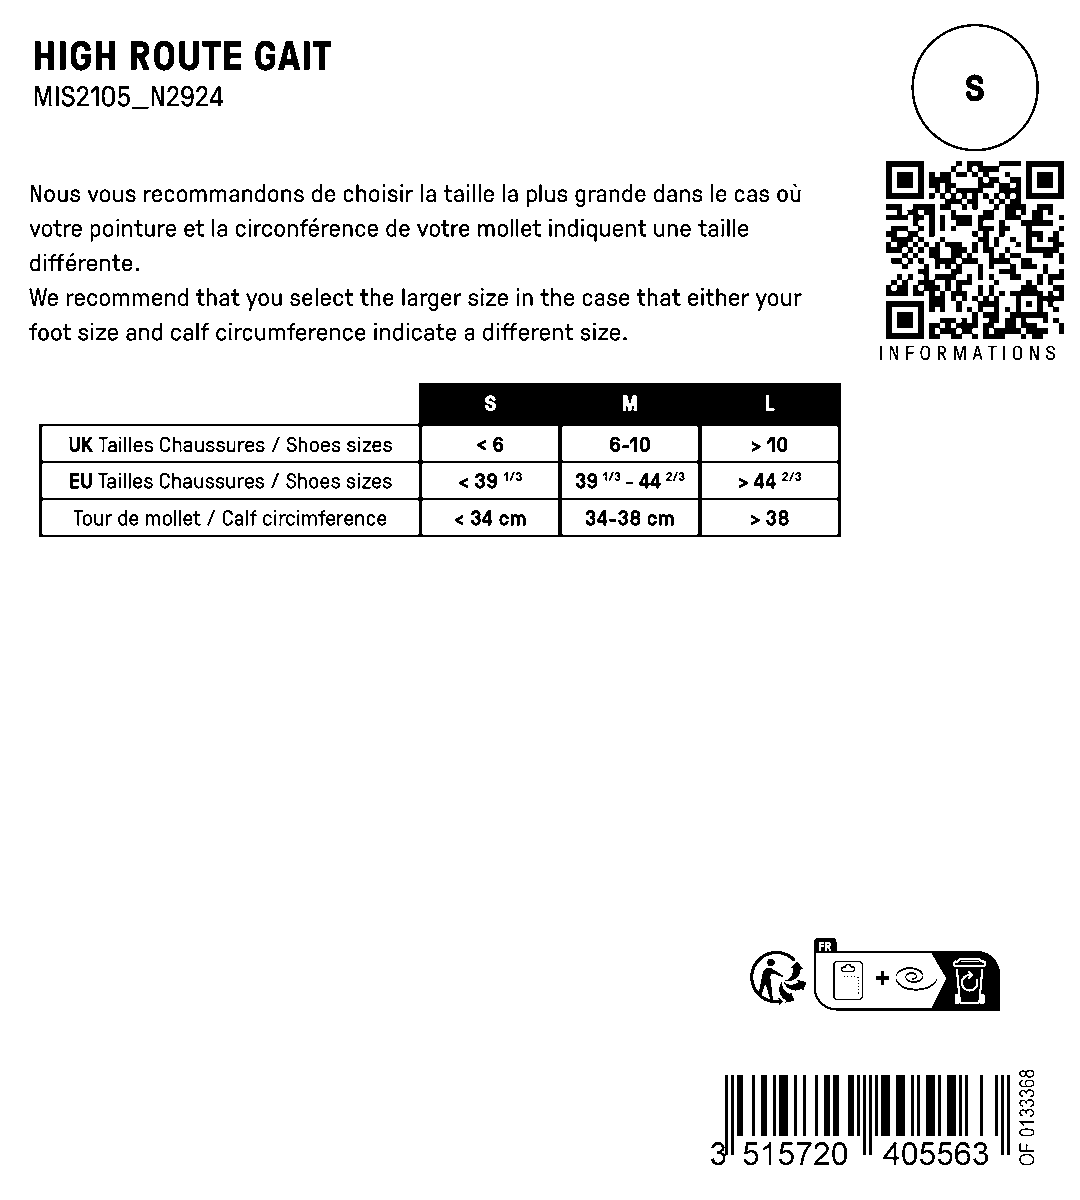 HIGH ROUTE GAIT
MIS2105_N2924
S
Nous vous recommandons de choisir la taille la plus grande dans le cas où
votre pointure et la circonférence de votre mollet indiquent une taille
différente.
We recommend that you select the larger size in the case that either your
foot size and calf circumference indicate a different size.
INFORMATIONS
S M L
UK Tailles Chaussures / Shoes sizes < 6 6-10 > 10
EU Tailles Chaussures / Shoes sizes < 39 1/3 39 1/3 - 44 2/3 > 44 2/3
Tour de mollet / Calf circimference < 34 cm 34-38 cm > 38
FR
+
3 515720 405563
OF 0133368